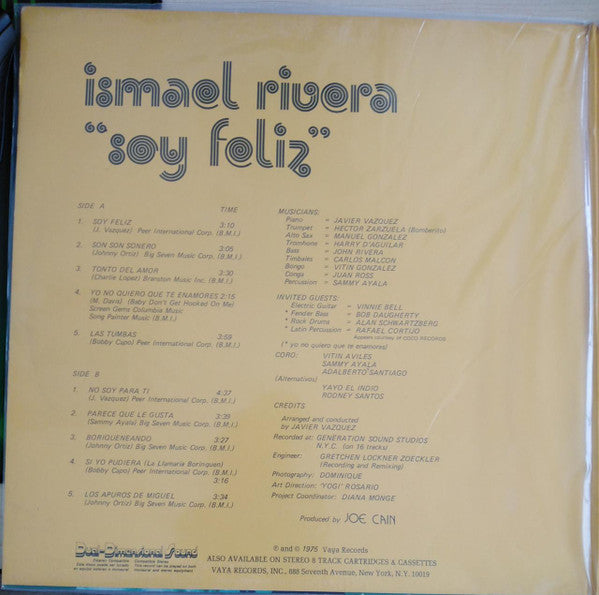 ismael rivera
"soy feliz"
SIDE A TIME
1. SOY FELIZ 3:10
(J. Vazquez) Peer International Corp. (B.M.I.)
2. SON SON SONERO 3:05
(Johnny Ortiz) Big Seven Music Corp. (B.M.I.)
3. TONTO DEL AMOR 3:30
(Charlie Lopez) Branston Music Inc. (B.M.I.)
4. YO NO QUIERO QUE TE ENAMORES 2:15
(M. Davis) (Baby Don't Get Hooked On Me)
Screen Gems Columbia Music
Song Painter Music (B.M.I.)
5. LAS TUMBAS 3:59
(Bobby Cupo) Peer International Corp. (B.M.I.)
SIDE B
1. NO SOY PARA TI 4:37
(J. Vazquez) Peer International Corp. (B.M.I.)
2. PARECE QUE LE GUSTA 3:39
(Sammy Ayala) Big Seven Music Corp. (B.M.I.)
3. BORIQUENEANDO 3:27
(Johnny Ortiz) Big Seven Music Corp. (B.M.I.)
4. SI YO PUDIERA (La Llamaria Borinquen)
(Bobby Cupo) Peer International Corp. (B.M.I.)
3:16
5. LOS APUROS DE MIGUEL 3:34
(Johnny Ortiz) Big Seven Music Corp. (B.M.I.)
MUSICIANS:
Piano = JAVIER VAZQUEZ
Trumpet = HECTOR ZARZUELA (Bomberito)
Alto Sax = MANUEL GONZALEZ
Trombone = HARRY D'AGUILAR
Bass = JOHN RIVERA
Timbales = CARLOS MALCON
Bongo = VITIN GONZALEZ
Conga = JUAN ROSS
Percussion = SAMMY AYALA
INVITED GUESTS:
Electric Guitar = VINNIE BELL
* Fender Bass = BOB DAUGHERTY
* Rock Drums = ALAN SCHWARTZBERG
* Latin Percussion = RAFAEL CORTIJO
Appears courtesy of COCO RECORDS
(* yo no quiero que te enamores)
CORO: VITIN AVILES
SAMMY AYALA
ADALBERTO SANTIAGO
(Alternativos)
YAYO EL INDIO
RODNEY SANTOS
CREDITS
Arranged and conducted
by JAVIER VAZQUEZ
Recorded at: GENERATION SOUND STUDIOS
N.Y.C. (on 16 tracks)
Engineer: GRETCHEN LOCKNER ZOECKLER
(Recording and Remixing)
Photography: DOMINIQUE
Art Direction: "YOGI" ROSARIO
Project Coordinator: DIANA MONGE
Produced by JOE CAIN
Dual-Dimensional Sound
℗ and © 1975 Vaya Records
ALSO AVAILABLE ON STEREO 8 TRACK CARTRIDGES & CASSETTES
VAYA RECORDS, INC., 888 Seventh Avenue, New York, N.Y. 10019